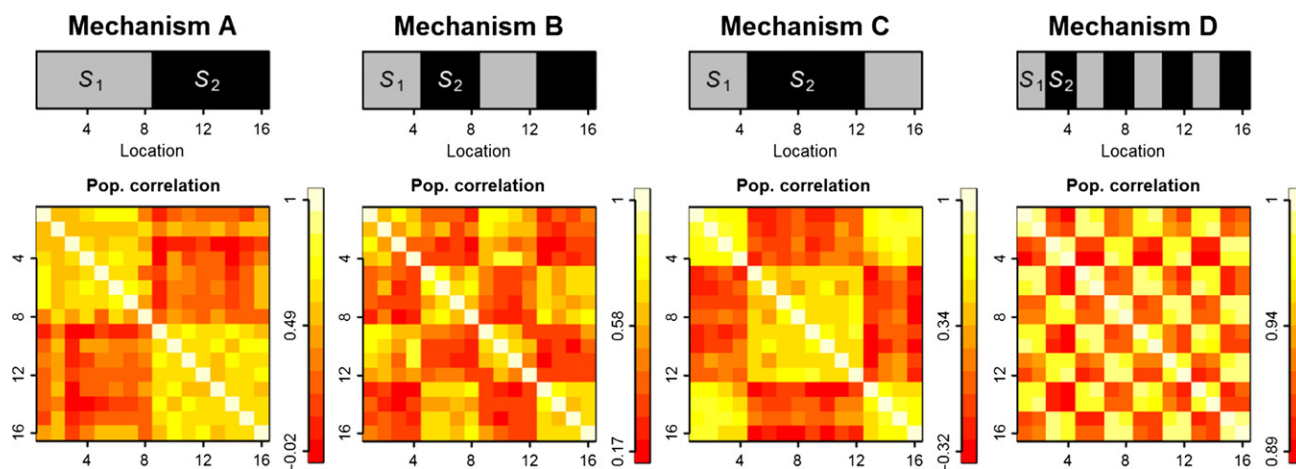 Mechanism A
Mechanism B
Mechanism C
Mechanism D
S1 S2
S1 S2
S1 S2
S1 S2
4 8 12 16
4 8 12 16
4 8 12 16
4 8 12 16
Location
Location
Location
Location
Pop. correlation
Pop. correlation
Pop. correlation
Pop. correlation
4
8
12
16
4 8 12 16
1
0.49
-0.02
4
8
12
16
4 8 12 16
1
0.58
0.17
4
8
12
16
4 8 12 16
1
0.34
-0.32
4
8
12
16
4 8 12 16
1
0.94
0.89